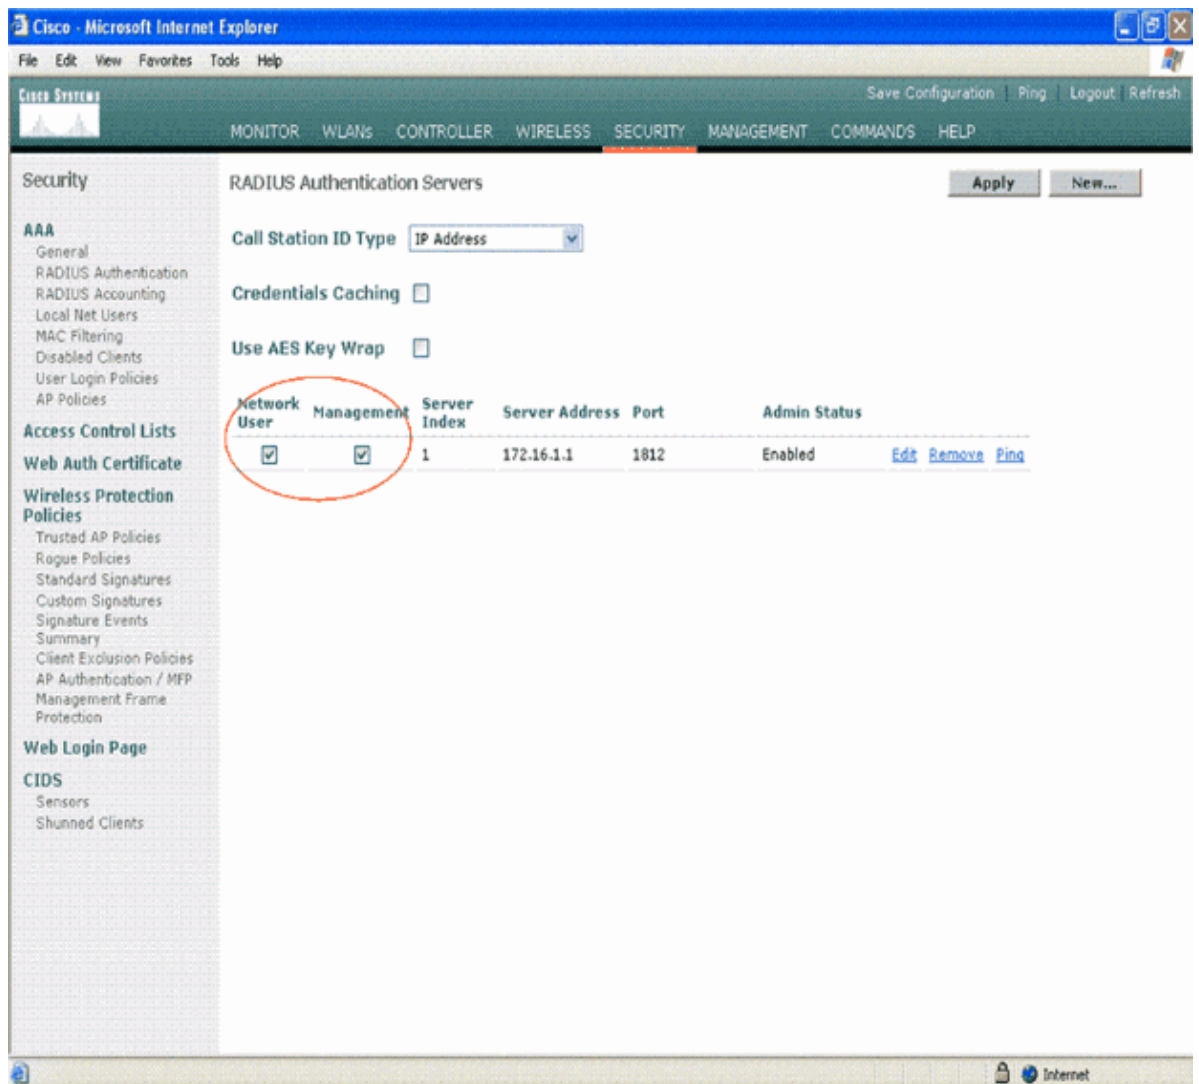 Cisco - Microsoft Internet Explorer
File Edit View Favorites Tools Help
CISCO SYSTEMS
Save Configuration | Ping | Logout | Refresh
MONITOR WLANs CONTROLLER WIRELESS SECURITY MANAGEMENT COMMANDS HELP
Security
AAA
General
RADIUS Authentication
RADIUS Accounting
Local Net Users
MAC Filtering
Disabled Clients
User Login Policies
AP Policies
Access Control Lists
Web Auth Certificate
Wireless Protection
Policies
Trusted AP Policies
Rogue Policies
Standard Signatures
Custom Signatures
Signature Events
Summary
Client Exclusion Policies
AP Authentication / MFP
Management Frame
Protection
Web Login Page
CIDS
Sensors
Shunned Clients
RADIUS Authentication Servers
Apply New...
Call Station ID Type IP Address
Credentials Caching
Use AES Key Wrap
Network User Management Server Index Server Address Port Admin Status
1 172.16.1.1 1812 Enabled Edit Remove Ping
Internet